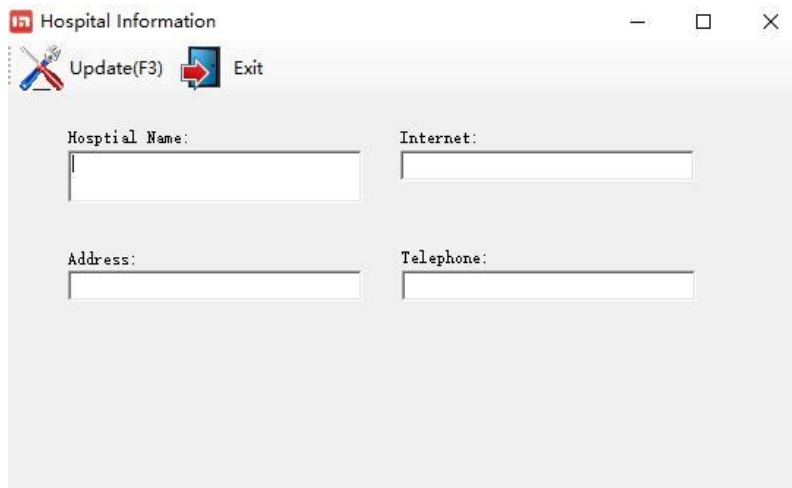 Hospital Information
Update(F3) Exit
Hosptial Name: Internet:
Address: Telephone: